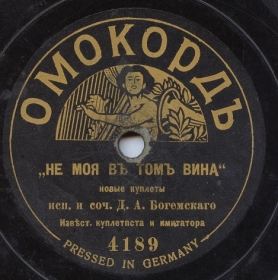 ОМОКОРДЪ
„НЕ МОЯ ВЪ ТОМЪ ВИНА“
новые куплеты
исп. и соч. Д. А. Богемскаго
Извѣст. куплетиста и имитатора
4189
PRESSED IN GERMANY